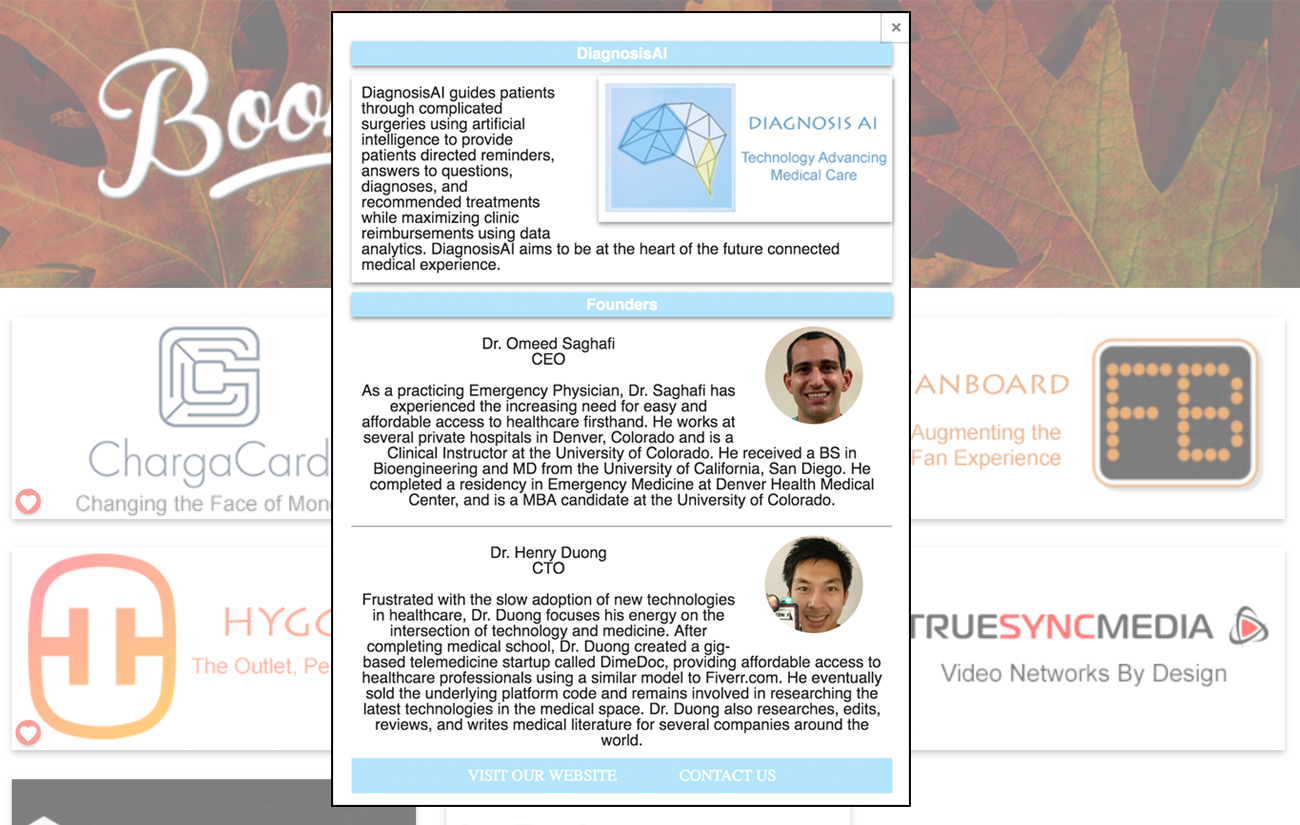 Boo
×
DiagnosisAI
DiagnosisAI guides patients
through complicated
surgeries using artificial
intelligence to provide
patients directed reminders,
answers to questions,
diagnoses, and
recommended treatments
while maximizing clinic
reimbursements using data
analytics. DiagnosisAI aims to be at the heart of the future connected
medical experience.
DIAGNOSIS AI
Technology Advancing
Medical Care
Founders
Dr. Omeed Saghafi
CEO
As a practicing Emergency Physician, Dr. Saghafi has
experienced the increasing need for easy and
affordable access to healthcare firsthand. He works at
several private hospitals in Denver, Colorado and is a
Clinical Instructor at the University of Colorado. He received a BS in
Bioengineering and MD from the University of California, San Diego. He
completed a residency in Emergency Medicine at Denver Health Medical
Center, and is a MBA candidate at the University of Colorado.
Dr. Henry Duong
CTO
Frustrated with the slow adoption of new technologies
in healthcare, Dr. Duong focuses his energy on the
intersection of technology and medicine. After
completing medical school, Dr. Duong created a gig-
based telemedicine startup called DimeDoc, providing affordable access to
healthcare professionals using a similar model to Fiverr.com. He eventually
sold the underlying platform code and remains involved in researching the
latest technologies in the medical space. Dr. Duong also researches, edits,
reviews, and writes medical literature for several companies around the
world.
VISIT OUR WEBSITE CONTACT US
ChargaCard
Changing the Face of Mon
ANBOARD
Augmenting the
Fan Experience
FB
HYGG
The Outlet, Pe
TRUESYNCMEDIA
Video Networks By Design